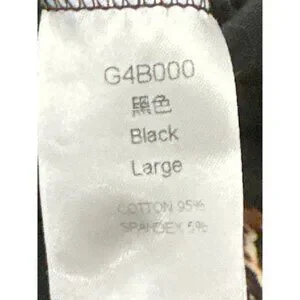 G4B000
黑色
Black
Large
COTTON 95%
SPANDEX 5%